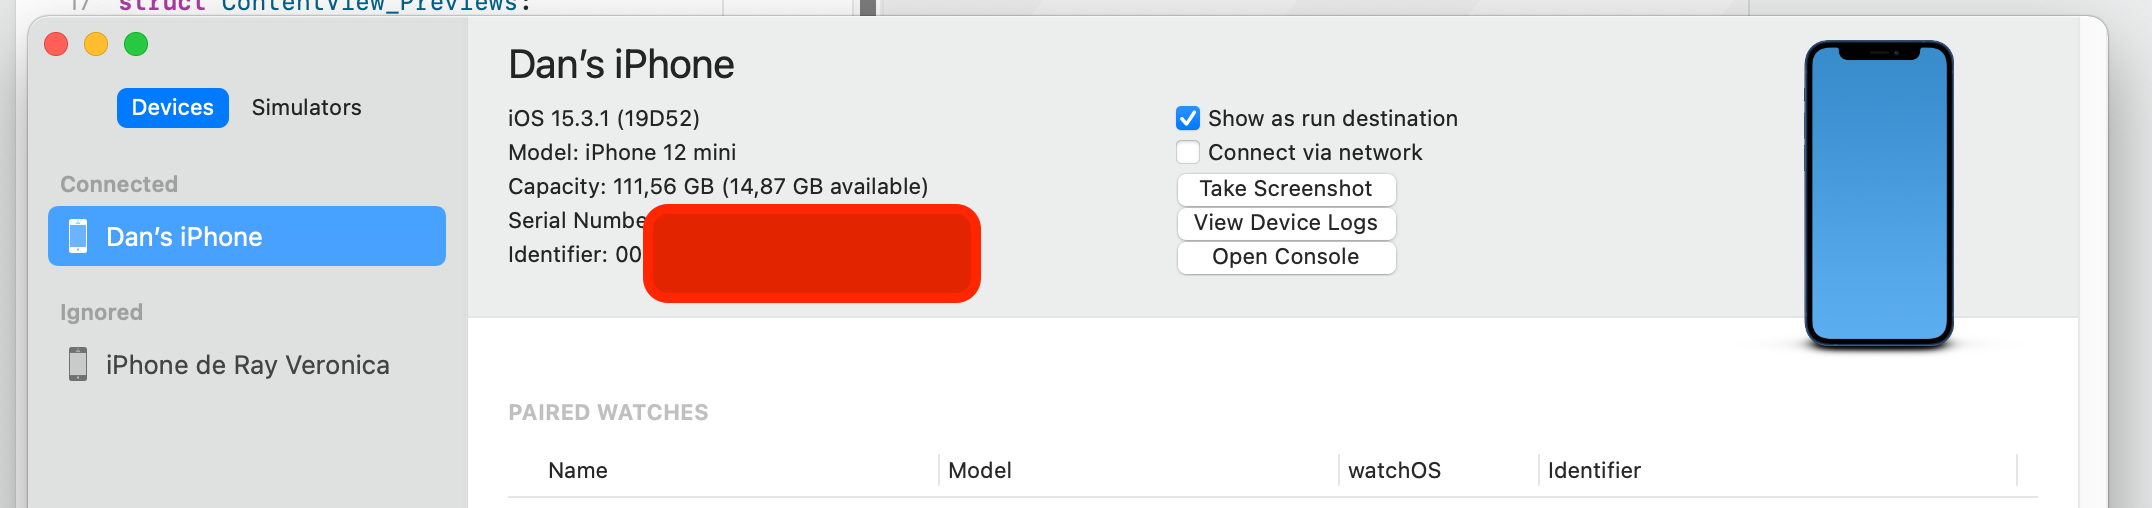 17 struct ContentView_Previews:
Devices Simulators
Connected
Dan’s iPhone
Ignored
iPhone de Ray Veronica
Dan’s iPhone
iOS 15.3.1 (19D52)
Model: iPhone 12 mini
Capacity: 111,56 GB (14,87 GB available)
Serial Numbe
Identifier: 00
Show as run destination
Connect via network
Take Screenshot
View Device Logs
Open Console
PAIRED WATCHES
Name Model watchOS Identifier